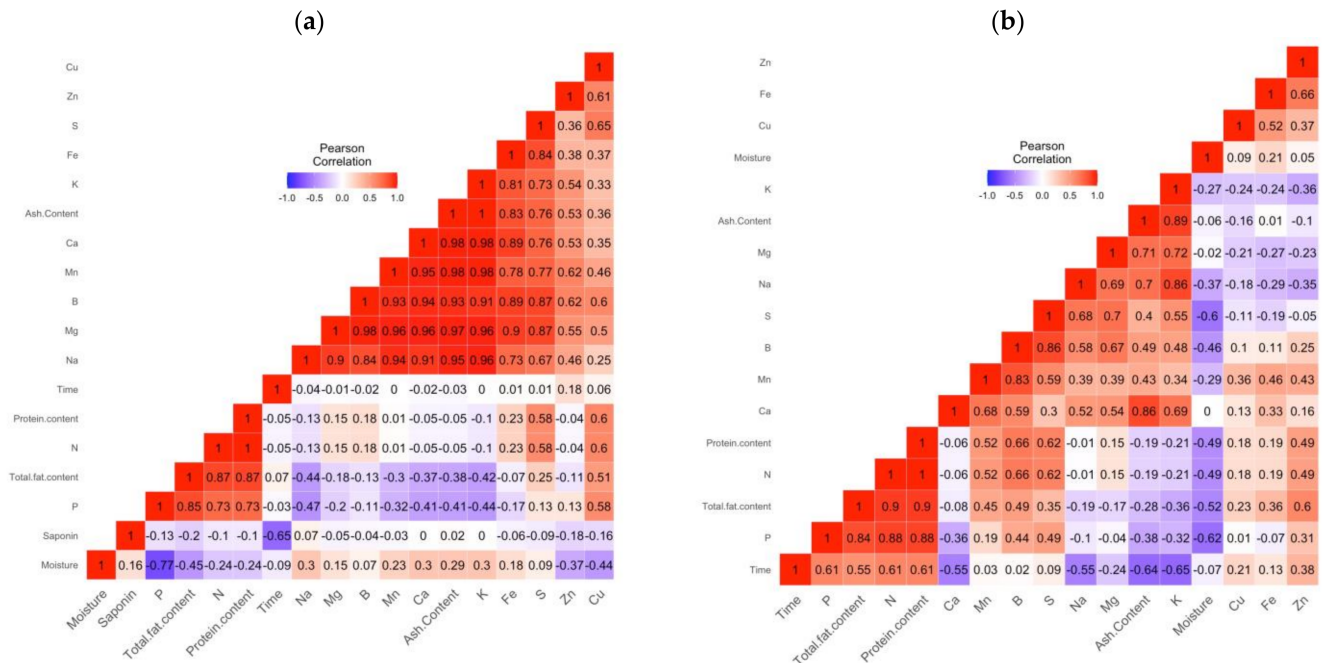 (a)
Cu 1
Zn 1 0.61
S 1 0.36 0.65
Fe 1 0.84 0.38 0.37
K 1 0.81 0.73 0.54 0.33
Ash.Content 1 1 0.83 0.76 0.53 0.36
Ca 1 0.98 0.98 0.89 0.76 0.53 0.35
Mn 1 0.95 0.98 0.98 0.78 0.77 0.62 0.46
B 1 0.93 0.94 0.93 0.91 0.89 0.87 0.62 0.6
Mg 1 0.98 0.96 0.96 0.97 0.96 0.9 0.87 0.55 0.5
Na 1 0.9 0.84 0.94 0.91 0.95 0.96 0.73 0.67 0.46 0.25
Time 1 -0.04 -0.01 -0.02 0 -0.02 -0.03 0 0.01 0.01 0.18 0.06
Protein.content 1 -0.05 -0.13 0.15 0.18 0.01 -0.05 -0.05 -0.1 0.23 0.58 -0.04 0.6
N 1 1 -0.05 -0.13 0.15 0.18 0.01 -0.05 -0.05 -0.1 0.23 0.58 -0.04 0.6
Total.fat.content 1 0.87 0.87 0.07 -0.44 -0.18 -0.13 -0.3 -0.37 -0.38 -0.42 -0.07 0.25 -0.11 0.51
P 1 0.85 0.73 0.73 -0.03 -0.47 -0.2 -0.11 -0.32 -0.41 -0.41 -0.44 -0.17 0.13 0.13 0.58
Saponin 1 -0.13 -0.2 -0.1 -0.1 -0.65 0.07 -0.05 -0.04 -0.03 0 0.02 0 -0.06 -0.09 -0.18 -0.16
Moisture 1 0.16 -0.77 -0.45 -0.24 -0.24 -0.09 0.3 0.15 0.07 0.23 0.3 0.29 0.3 0.18 0.09 -0.37 -0.44
Moisture Saponin P Total.fat.content N Protein.content Time Na Mg B Mn Ca Ash.Content K Fe S Zn Cu
Pearson
Correlation
-1.0 -0.5 0.0 0.5 1.0
(b)
Zn 1
Fe 1 0.66
Cu 1 0.52 0.37
Moisture 1 0.09 0.21 0.05
K 1 -0.27 -0.24 -0.24 -0.36
Ash.Content 1 0.89 -0.06 -0.16 0.01 -0.1
Mg 1 0.71 0.72 -0.02 -0.21 -0.27 -0.23
Na 1 0.69 0.7 0.86 -0.37 -0.18 -0.29 -0.35
S 1 0.68 0.7 0.4 0.55 -0.6 -0.11 -0.19 -0.05
B 1 0.86 0.58 0.67 0.49 0.48 -0.46 0.1 0.11 0.25
Mn 1 0.83 0.59 0.39 0.39 0.43 0.34 -0.29 0.36 0.46 0.43
Ca 1 0.68 0.59 0.3 0.52 0.54 0.86 0.69 0 0.13 0.33 0.16
Protein.content 1 -0.06 0.52 0.66 0.62 -0.01 0.15 -0.19 -0.21 -0.49 0.18 0.19 0.49
N 1 1 -0.06 0.52 0.66 0.62 -0.01 0.15 -0.19 -0.21 -0.49 0.18 0.19 0.49
Total.fat.content 1 0.9 0.9 -0.08 0.45 0.49 0.35 -0.19 -0.17 -0.28 -0.36 -0.52 0.23 0.36 0.6
P 1 0.84 0.88 0.88 -0.36 0.19 0.44 0.49 -0.1 -0.04 -0.38 -0.32 -0.62 0.01 -0.07 0.31
Time 1 0.61 0.55 0.61 0.61 -0.55 0.03 0.02 0.09 -0.55 -0.24 -0.64 -0.65 -0.07 0.21 0.13 0.38
Time P Total.fat.content N Protein.content Ca Mn B S Na Mg Ash.Content K Moisture Cu Fe Zn
Pearson
Correlation
-1.0 -0.5 0.0 0.5 1.0